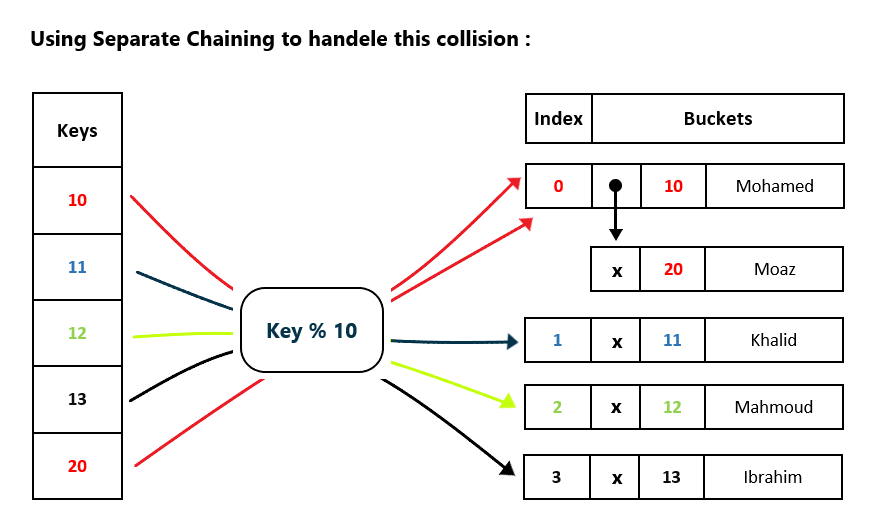 Using Separate Chaining to handele this collision :
Keys
10
11
12
13
20
Key % 10
Index Buckets
0 10 Mohamed
x 20 Moaz
1 x 11 Khalid
2 x 12 Mahmoud
3 x 13 Ibrahim